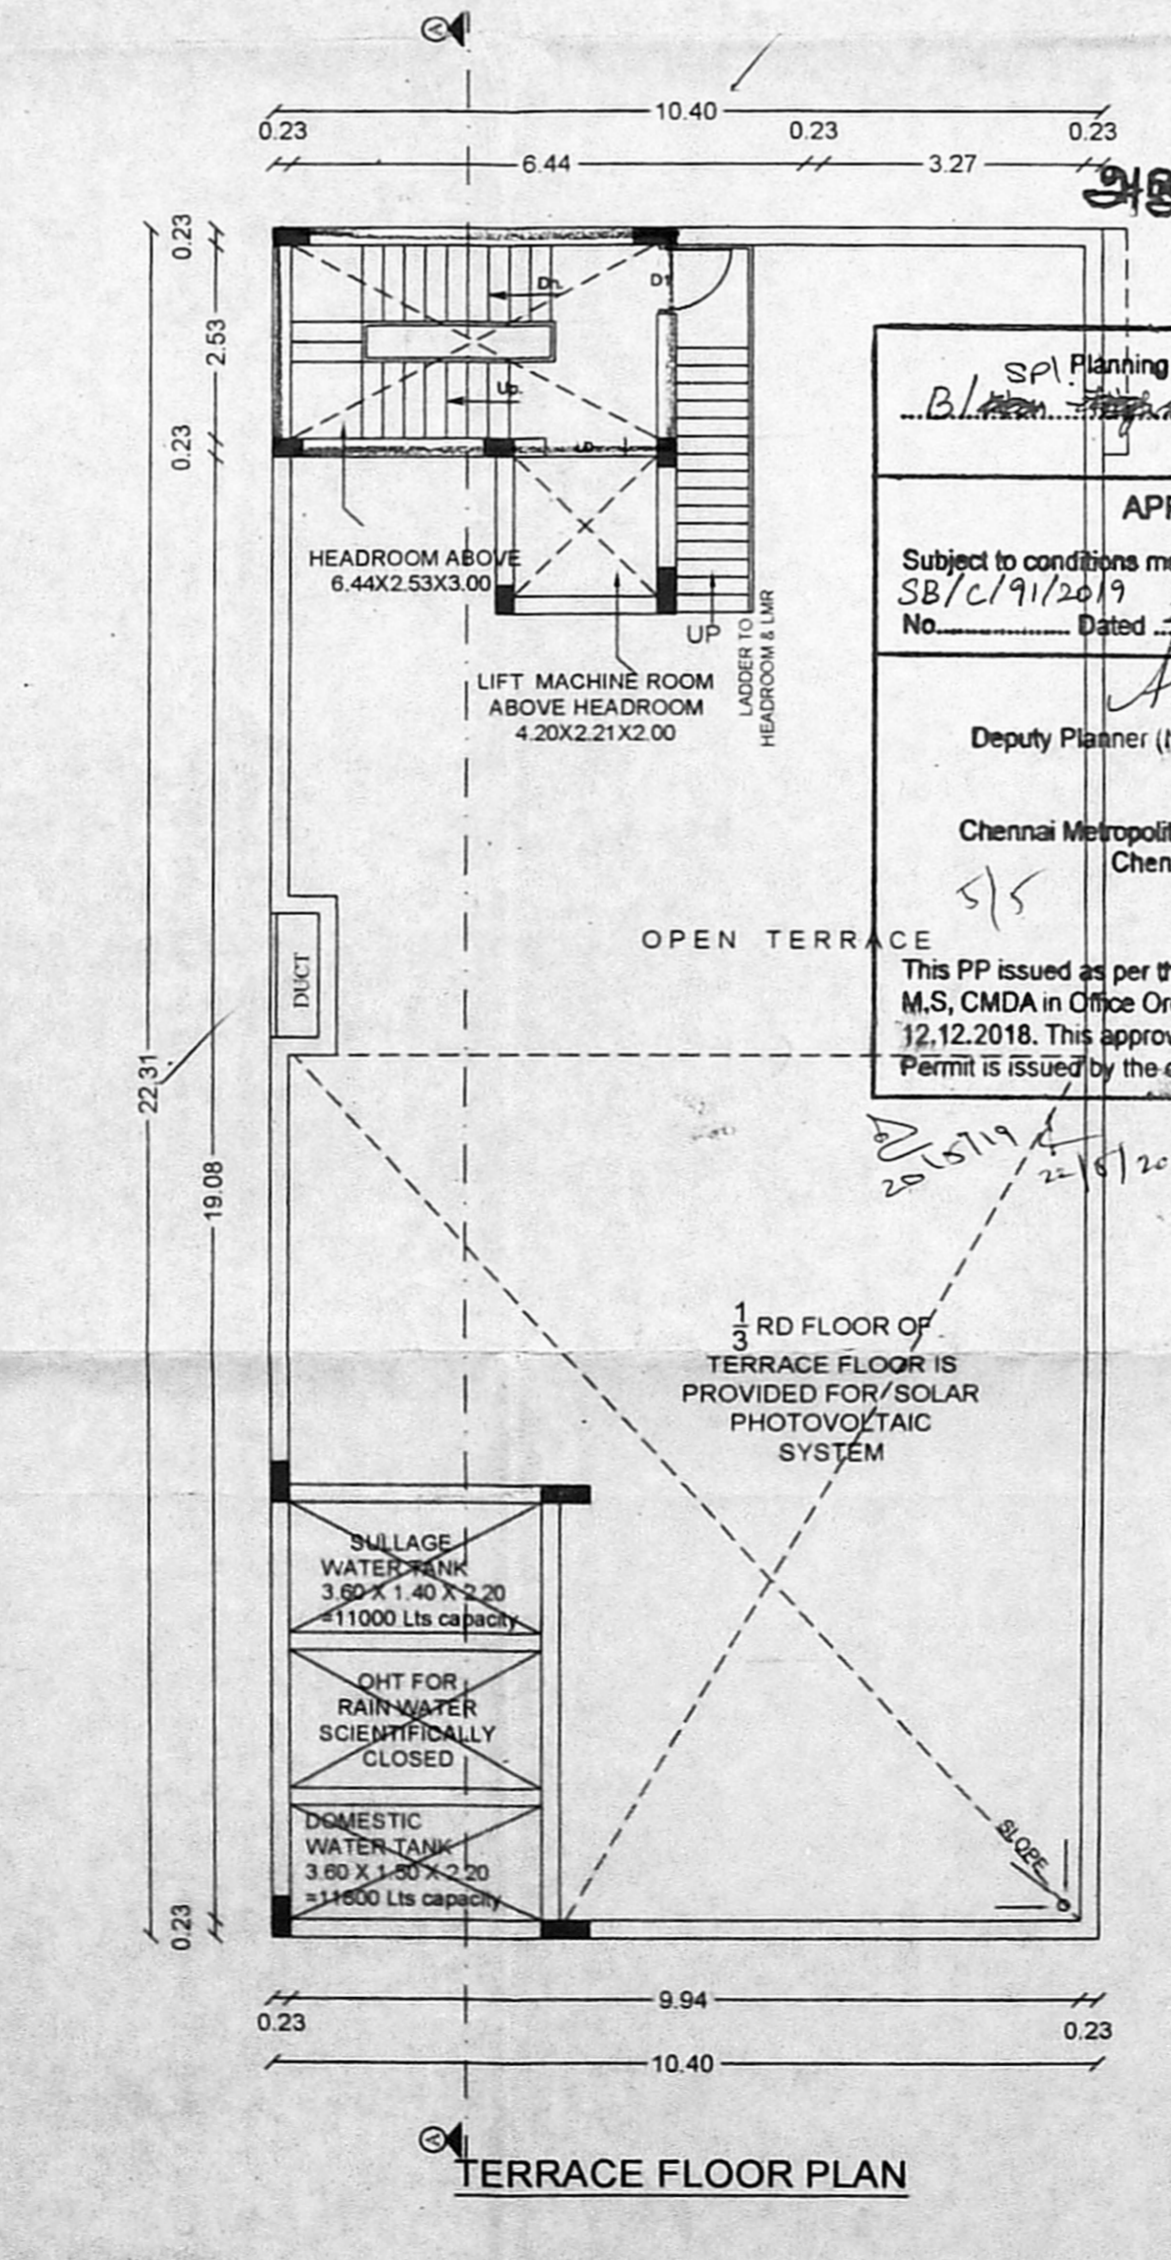 A
10.40
0.23 0.23 0.23
6.44 3.27
0.23
2.53
0.23
22.31
19.08
0.23
Dn.
D1
Up.
LD
HEADROOM ABOVE
6.44X2.53X3.00
UP
LADDER TO
HEADROOM & LMR
LIFT MACHINE ROOM
ABOVE HEADROOM
4.20X2.21X2.00
Planning
Spl.
B/
APP
Subject to conditions
SB/C/91/2019
No. Dated
Deputy Planner
Chennai
5/5
This PP issued as per
M.S, CMDA in Office
12.12.2018. This
Permit is issued by the
20/5/19
DUCT
OPEN TERRACE
1/3 RD FLOOR OF
TERRACE FLOOR IS
PROVIDED FOR SOLAR
PHOTOVOLTAIC
SYSTEM
SULLAGE
WATER TANK
3.60 X 1.40 X 2.20
=11000 Lts capacity
OHT FOR
RAIN WATER
SCIENTIFICALLY
CLOSED
DOMESTIC
WATER TANK
3.60 X 1.50 X 2.20
=11800 Lts capacity
SLOPE
9.94
0.23 0.23
10.40
A
TERRACE FLOOR PLAN